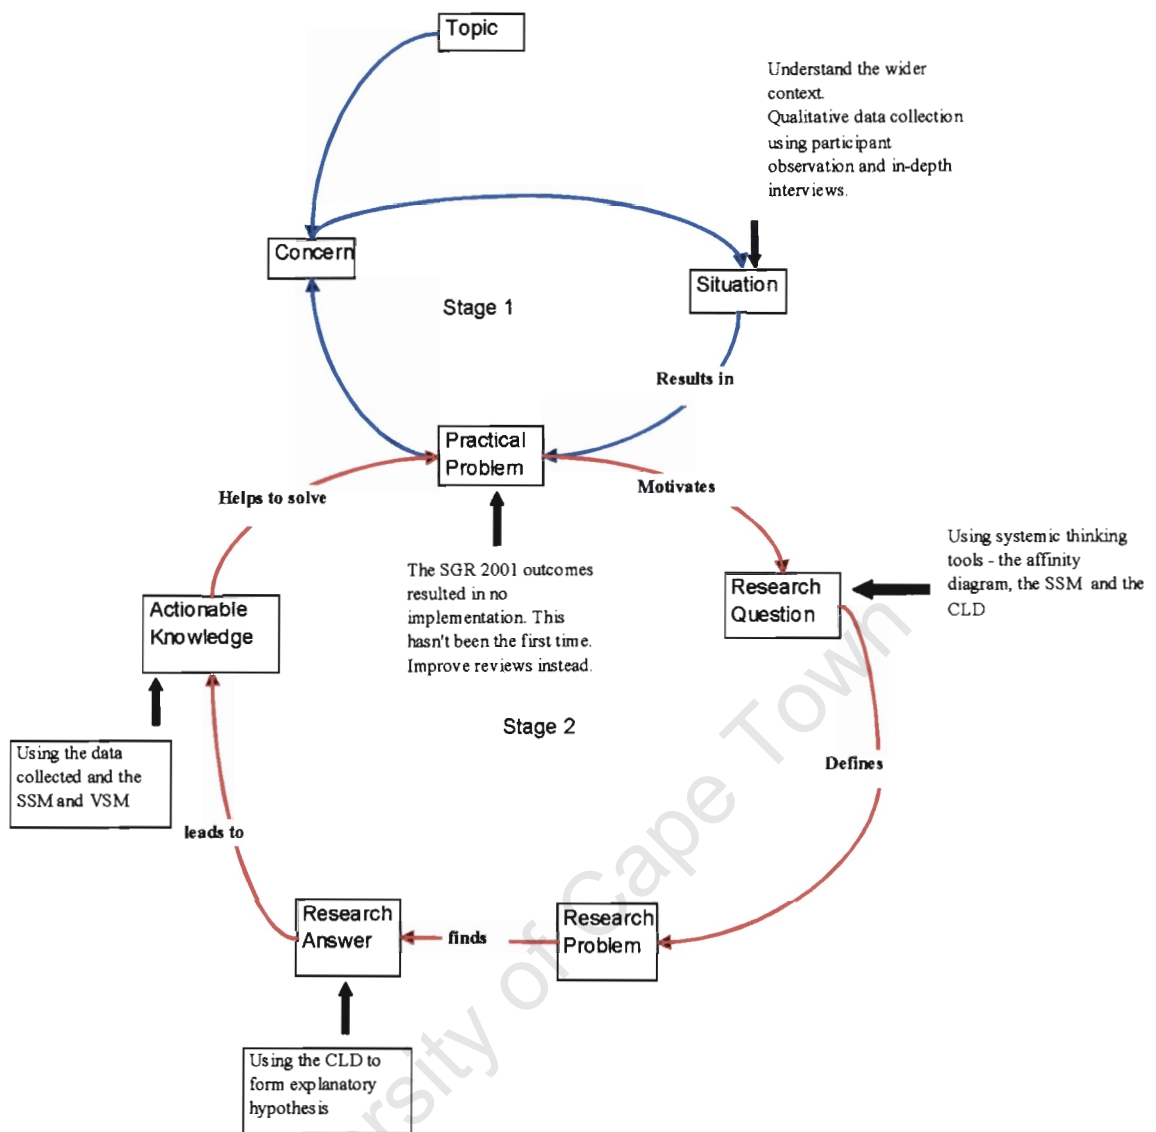 Topic
Understand the wider
context.
Qualitative data collection
using participant
observation and in-depth
interviews.
Concern
Situation
Stage 1
Results in
Practical
Problem
Helps to solve
Motivates
Using systemic thinking
tools - the affinity
diagram, the SSM and the
CLD
The SGR 2001 outcomes
resulted in no
implementation. This
hasn't been the first time.
Improve reviews instead.
Research
Question
Actionable
Knowledge
Stage 2
Using the data
collected and the
SSM and VSM
Defines
leads to
Research
Answer
finds
Research
Problem
Using the CLD to
form explanatory
hypothesis
ersity of Cape Town